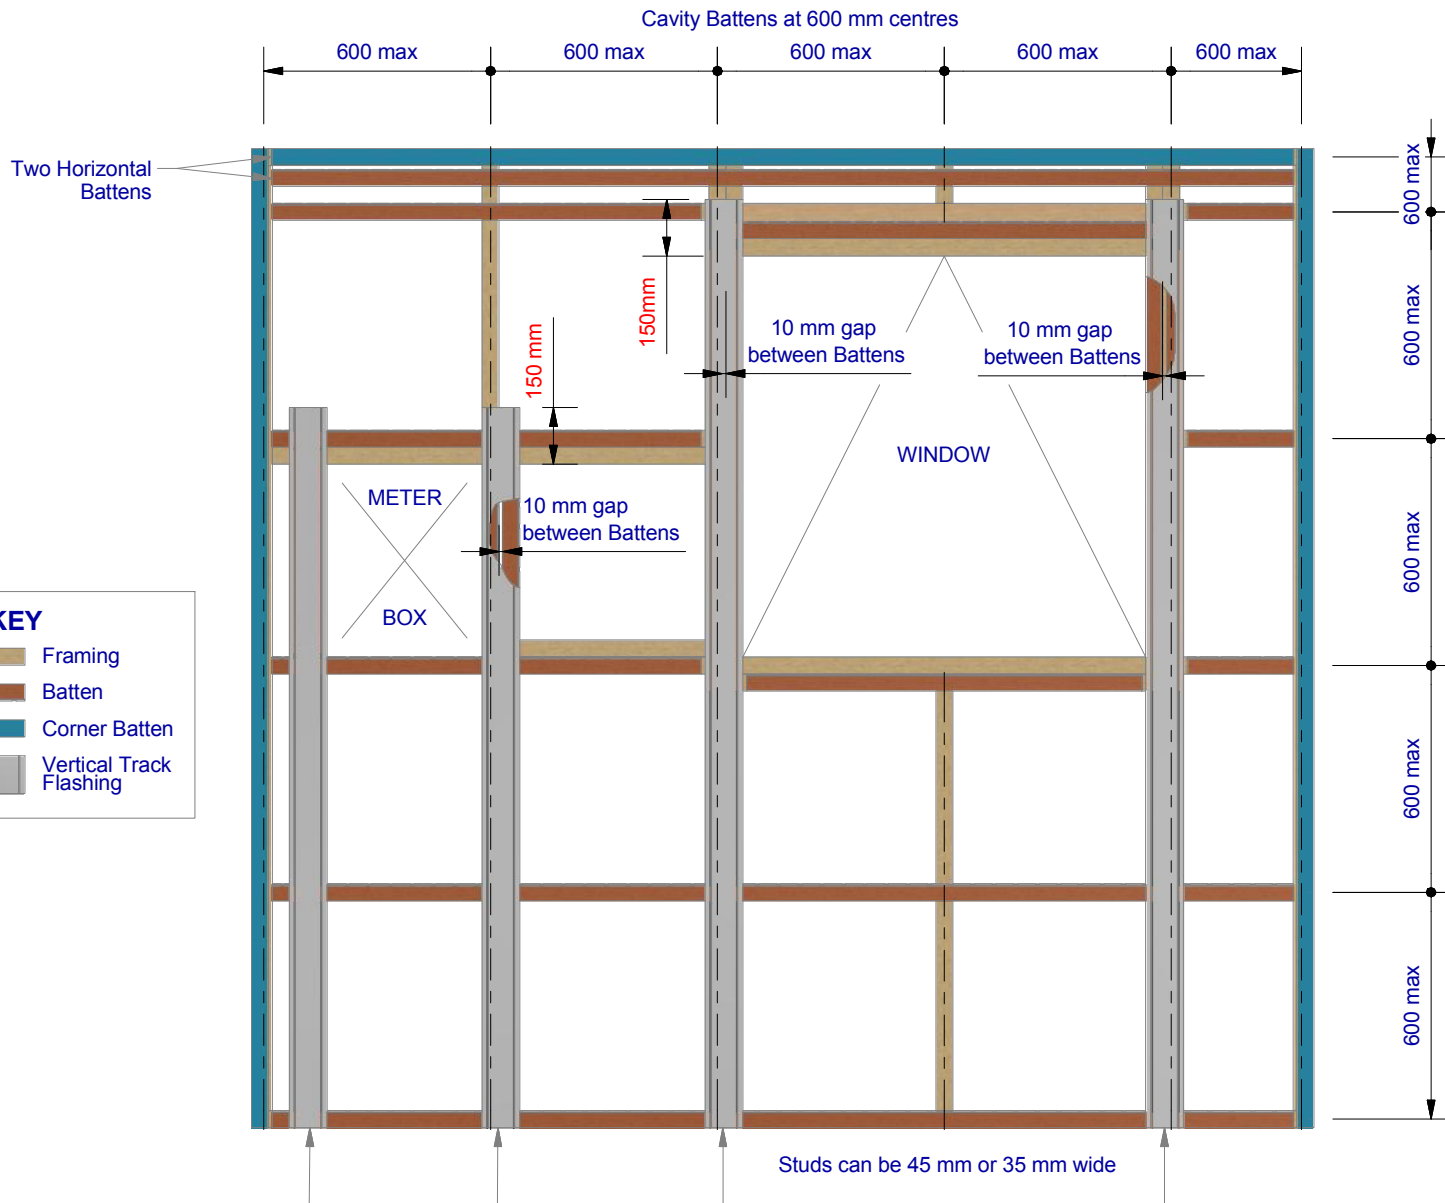 Cavity Battens at 600 mm centres
600 max
600 max
600 max
600 max
600 max
Two Horizontal
Battens
600 max
600 max
600 max
600 max
600 max
150mm
150 mm
10 mm gap
between Battens
10 mm gap
between Battens
WINDOW
METER
BOX
10 mm gap
between Battens
KEY
Framing
Batten
Corner Batten
Vertical Track
Flashing
Studs can be 45 mm or 35 mm wide